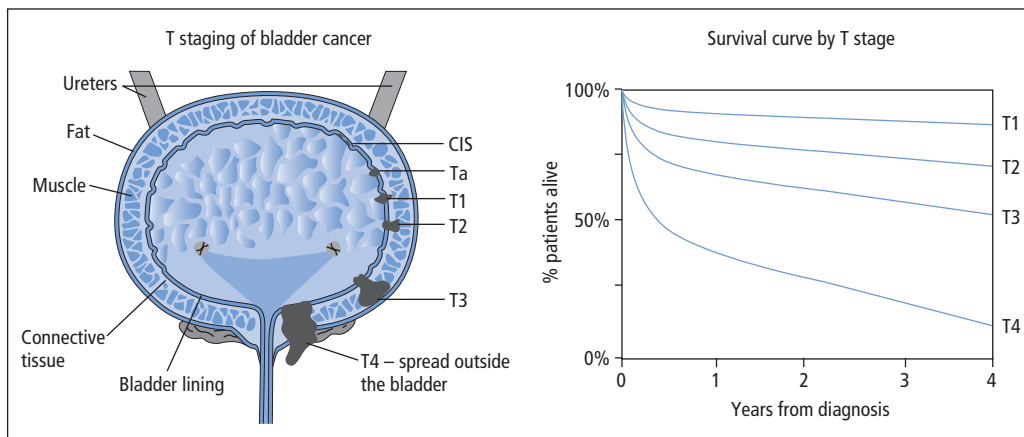 T staging of bladder cancer
Ureters
Fat
Muscle
Connective
tissue
Bladder lining
CIS
Ta
T1
T2
T3
T4 – spread outside
the bladder
Survival curve by T stage
% patients alive
100%
50%
0%
T1
T2
T3
T4
0 1 2 3 4
Years from diagnosis